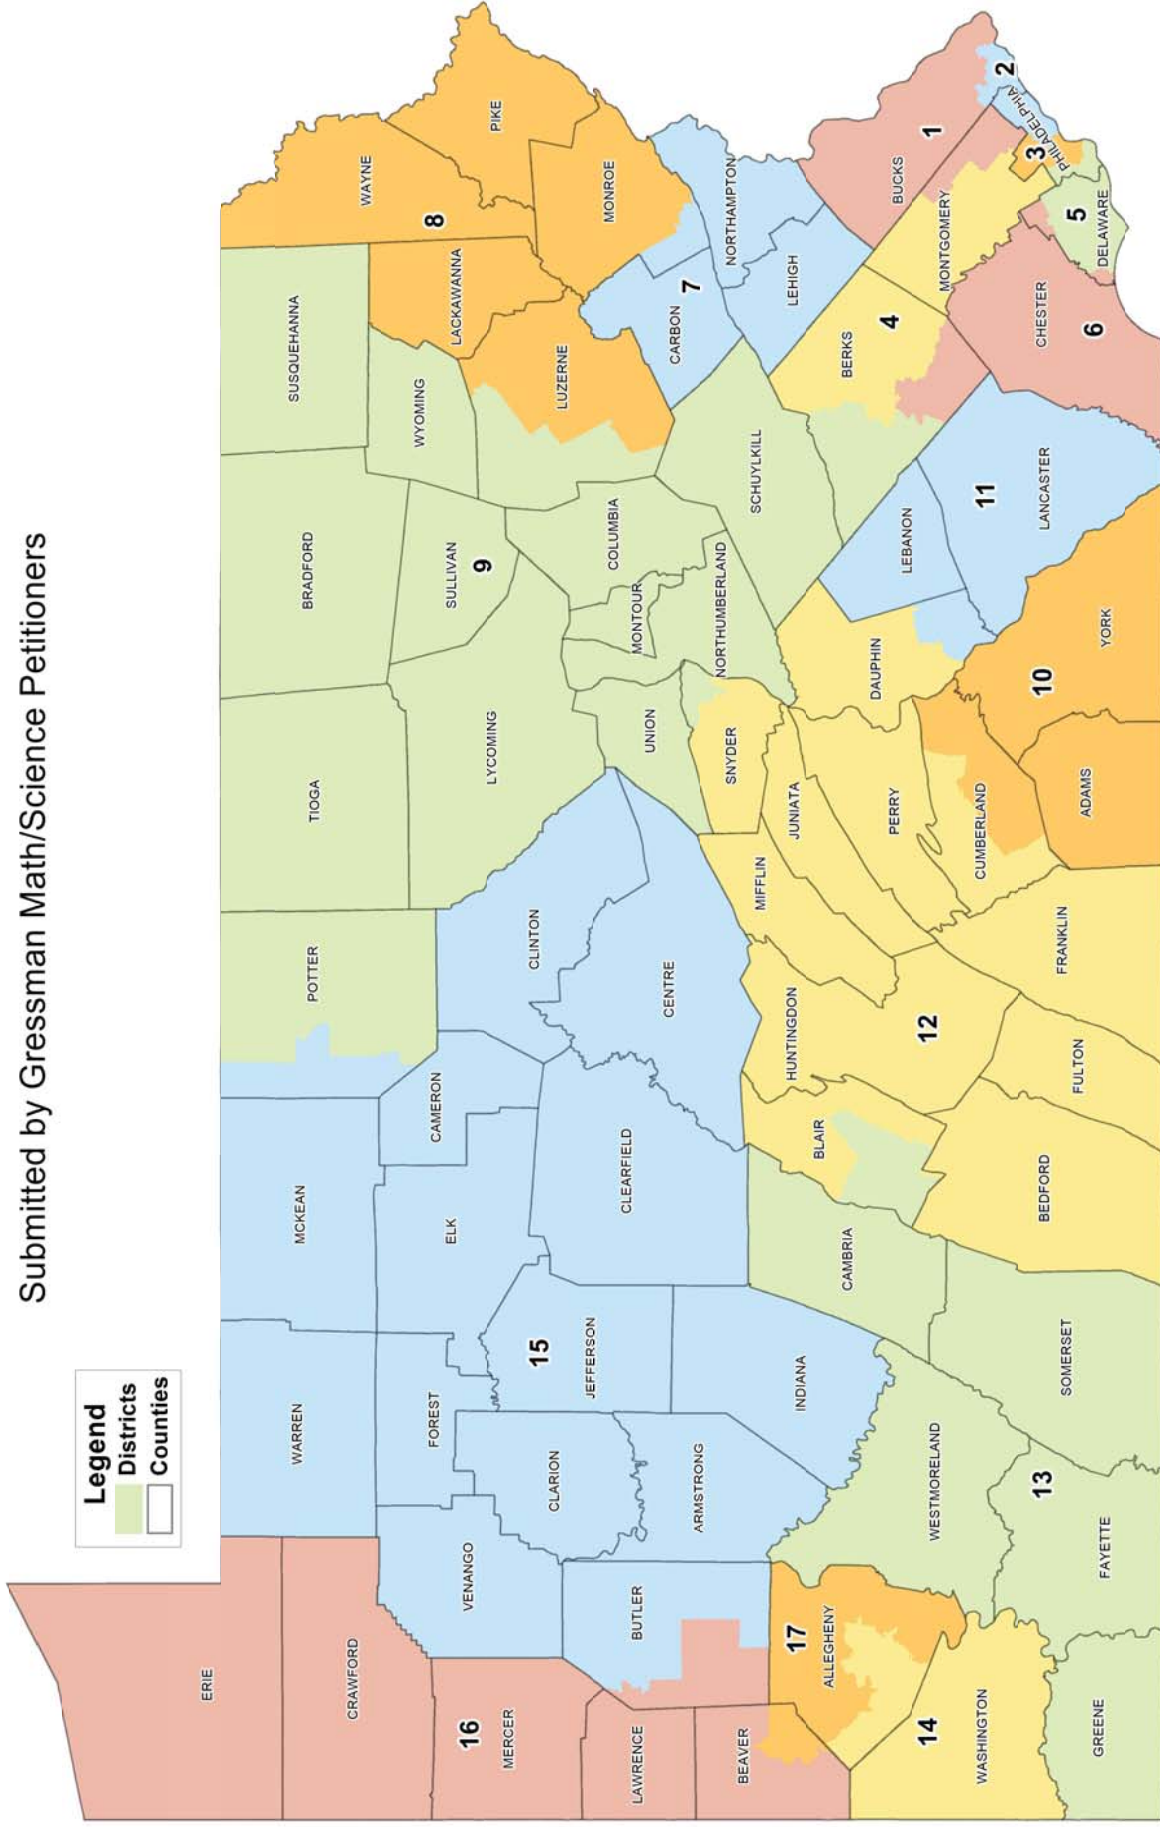 Submitted by Gressman Math/Science Petitioners
Legend
Districts
Counties
ERIE
CRAWFORD
16
MERCER
LAWRENCE
BEAVER
WARREN
MCKEAN
POTTER
TIOGA
BRADFORD
SUSQUEHANNA
WAYNE
8
PIKE
LACKAWANNA
WYOMING
SULLIVAN
9
LYCOMING
CLINTON
CAMERON
ELK
FOREST
VENANGO
CLARION
15
JEFFERSON
CLEARFIELD
CENTRE
UNION
MONTOUR
COLUMBIA
LUZERNE
MONROE
CARBON
7
NORTHAMPTON
LEHIGH
SCHUYLKILL
NORTHUMBERLAND
SNYDER
MIFFLIN
JUNIATA
HUNTINGDON
BLAIR
CAMBRIA
INDIANA
ARMSTRONG
BUTLER
17
ALLEGHENY
WESTMORELAND
14
WASHINGTON
GREENE
13
FAYETTE
SOMERSET
BEDFORD
FULTON
12
FRANKLIN
PERRY
CUMBERLAND
DAUPHIN
LEBANON
ADAMS
10
YORK
11
LANCASTER
BERKS
4
MONTGOMERY
BUCKS
1
2
PHILADELPHIA
3
5
DELAWARE
CHESTER
6